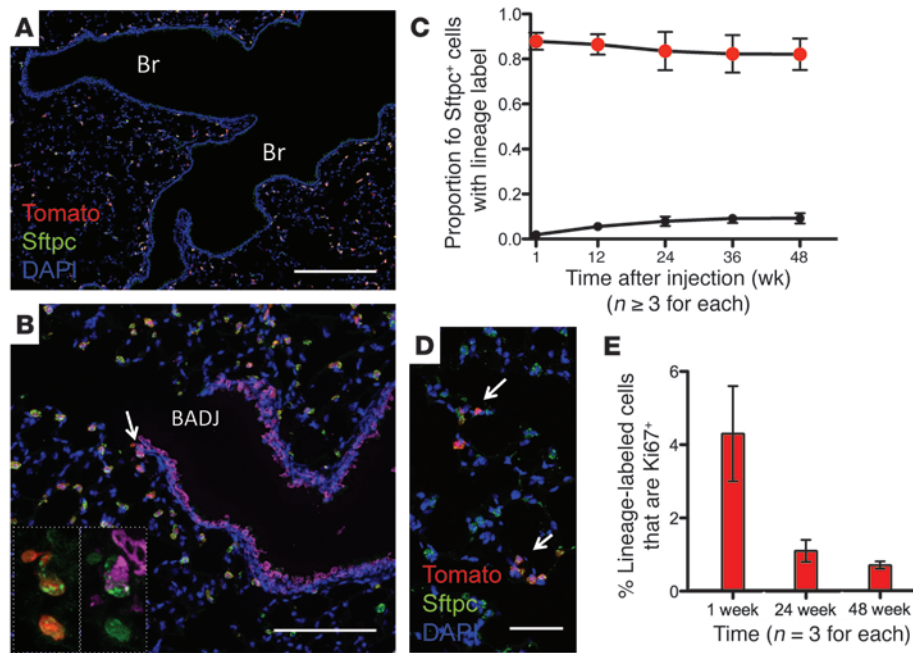 A
Br
Br
Tomato
Sftpc
DAPI
B
BADJ
C
Proportion fo Sftpc+ cells
with lineage label
1.0
0.8
0.6
0.4
0.2
0.0
1 12 24 36 48
Time after injection (wk)
(n ≥ 3 for each)
D
Tomato
Sftpc
DAPI
E
% Lineage-labeled cells
that are Ki67+
6
4
2
0
1 week 24 week 48 week
Time (n = 3 for each)